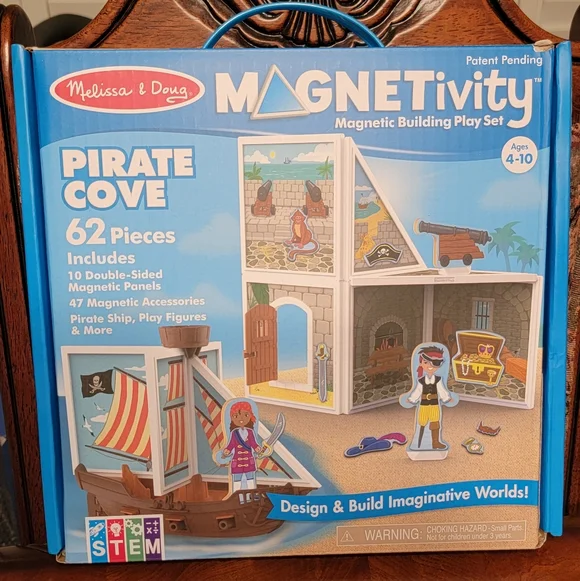 Patent Pending
Melissa & Doug
MAGNETivity™
Magnetic Building Play Set
Ages
4-10
PIRATE
COVE
62 Pieces
Includes
10 Double-Sided
Magnetic Panels
47 Magnetic Accessories
Pirate Ship, Play Figures
& More
Design & Build Imaginative Worlds!
STEM
WARNING: CHOKING HAZARD - Small Parts.
Not for children under 3 years.